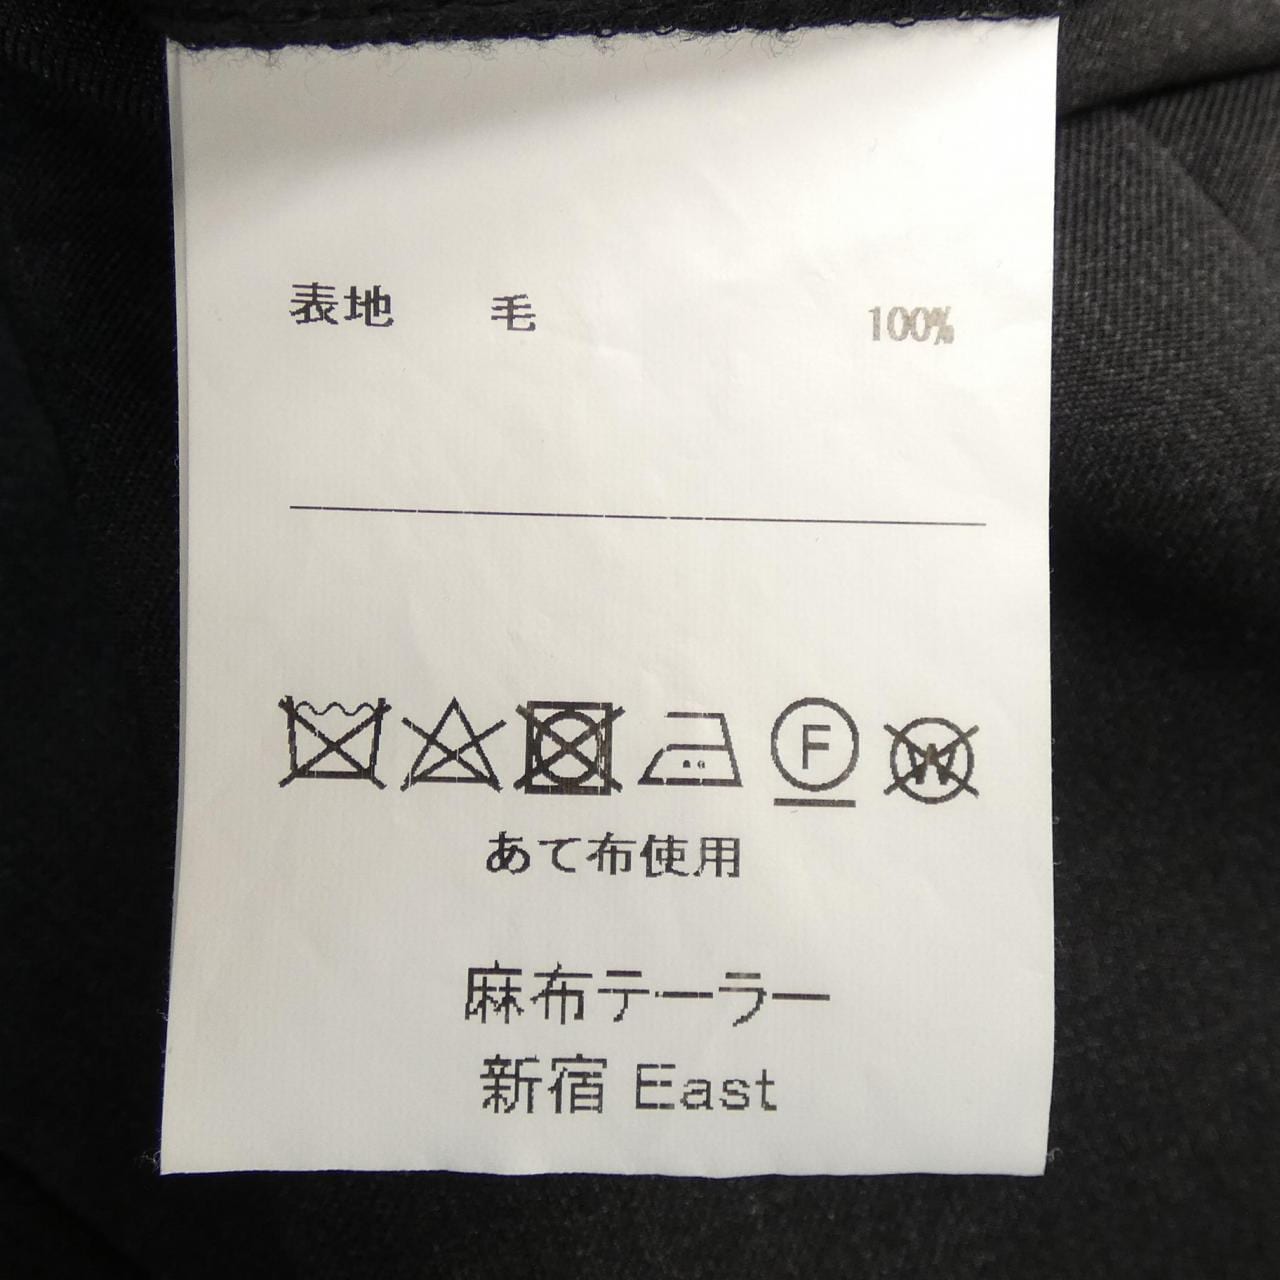 表地 毛 100%
F W
あて布使用
麻布テーラー
新宿 East